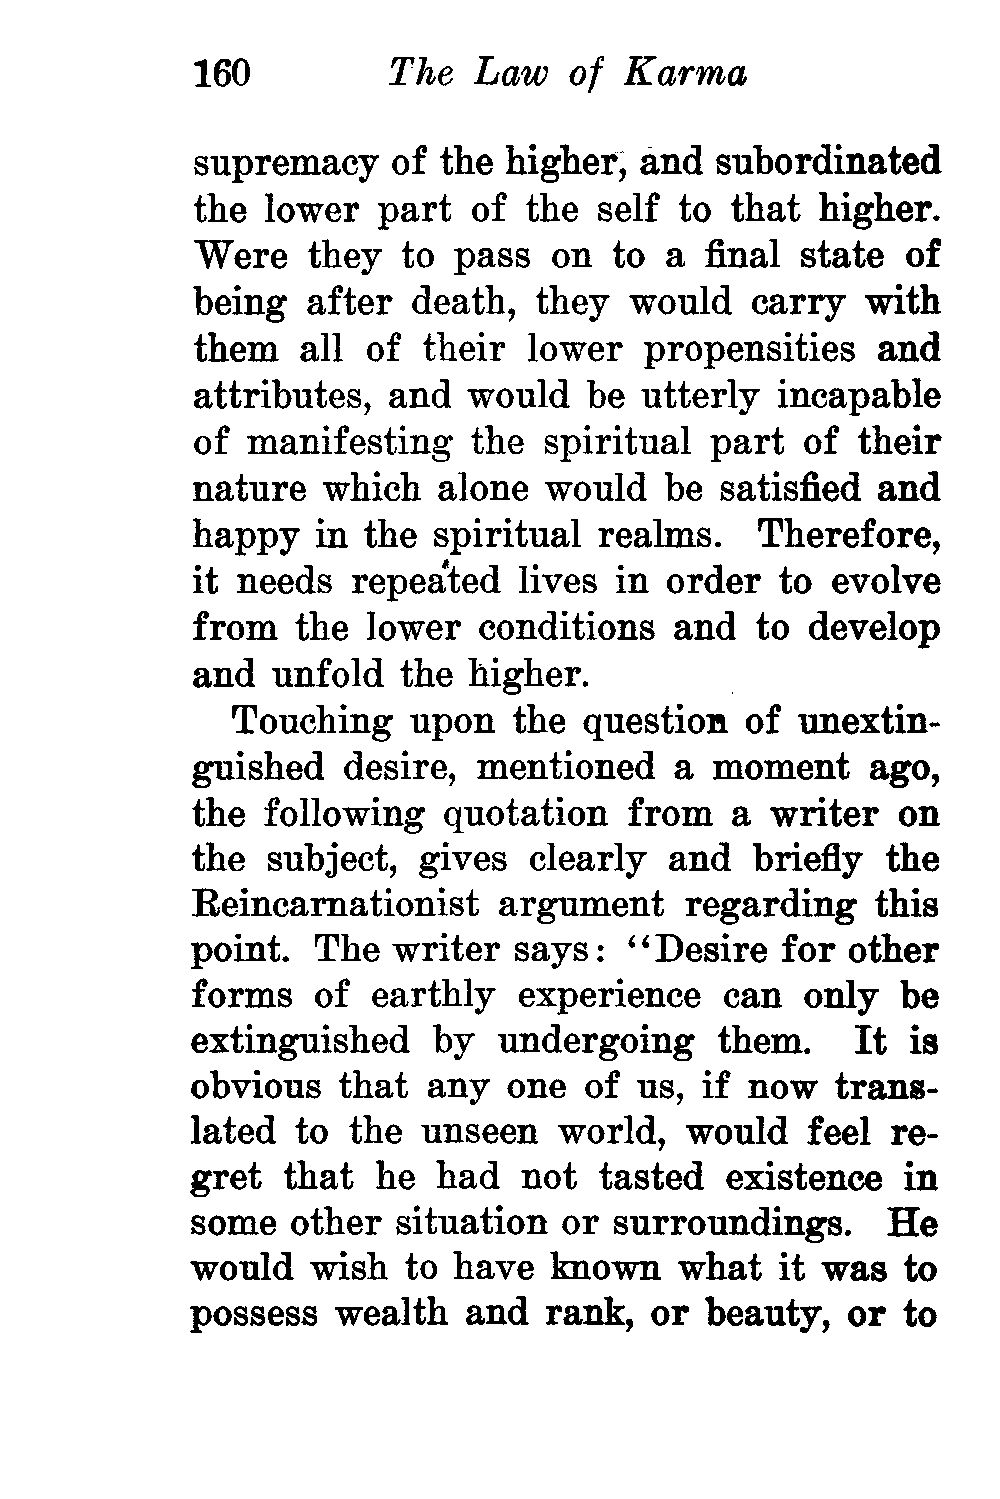 160 The Law of Karma
supremacy of the higher, and subordinated
the lower part of the self to that higher.
Were they to pass on to a final state of
being after death, they would carry with
them all of their lower propensities and
attributes, and would be utterly incapable
of manifesting the spiritual part of their
nature which alone would be satisfied and
happy in the spiritual realms. Therefore,
it needs repeated lives in order to evolve
from the lower conditions and to develop
and unfold the higher.
Touching upon the question of unextin-
guished desire, mentioned a moment ago,
the following quotation from a writer on
the subject, gives clearly and briefly the
Reincarnationist argument regarding this
point. The writer says: “Desire for other
forms of earthly experience can only be
extinguished by undergoing them. It is
obvious that any one of us, if now trans-
lated to the unseen world, would feel re-
gret that he had not tasted existence in
some other situation or surroundings. He
would wish to have known what it was to
possess wealth and rank, or beauty, or to